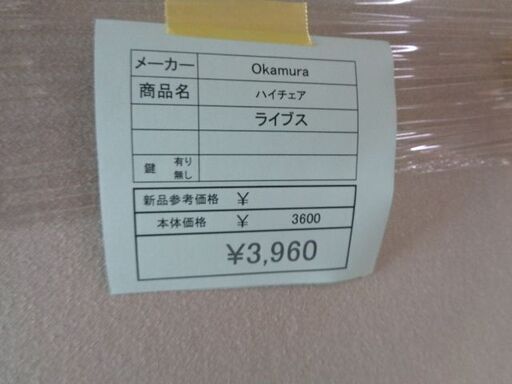 メーカー Okamura
商品名 ハイチェア
ライブス
鍵 有り
無し
新品参考価格 ¥
本体価格 ¥ 3600
¥3,960